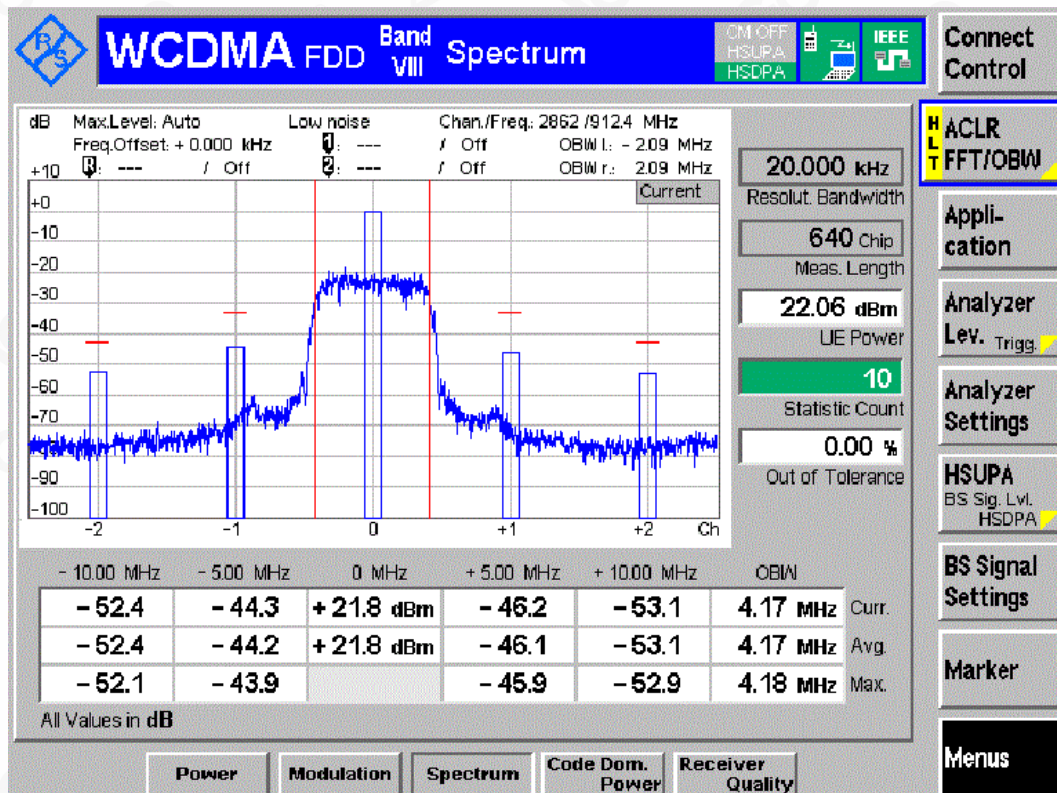 R&S
WCDMA FDD Band VIII Spectrum
CM OFF
HSUPA
HSDPA
IEEE
Connect Control
dB Max.Level: Auto Low noise Chan./Freq.: 2862 /912.4 MHz
Freq.Offset: + 0.000 kHz 1: --- / Off OBW l.: - 2.09 MHz
R: --- / Off 2: --- / Off OBW r.: 2.09 MHz
Current
+10
+0
-10
-20
-30
-40
-50
-60
-70
-90
-100
-2 -1 0 +1 +2 Ch
20.000 kHz
Resolut. Bandwidth
640 Chip
Meas. Length
22.06 dBm
UE Power
10
Statistic Count
0.00 %
Out of Tolerance
HLT
ACLR
FFT/OBW
Appli-
cation
Analyzer
Lev. Trigg.
Analyzer
Settings
HSUPA
BS Sig. Lvl.
HSDPA
BS Signal
Settings
Marker
Menus
- 10.00 MHz - 5.00 MHz 0 MHz + 5.00 MHz + 10.00 MHz OBW
- 52.4 - 44.3 + 21.8 dBm - 46.2 - 53.1 4.17 MHz Curr.
- 52.4 - 44.2 + 21.8 dBm - 46.1 - 53.1 4.17 MHz Avg.
- 52.1 - 43.9 - 45.9 - 52.9 4.18 MHz Max.
All Values in dB
Power
Modulation
Spectrum
Code Dom.
Power
Receiver
Quality